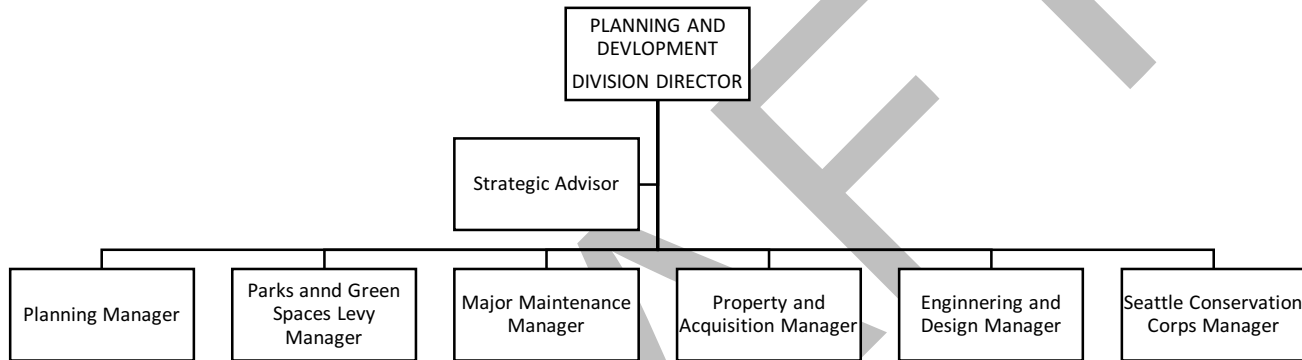 PLANNING AND
DEVLOPMENT
DIVISION DIRECTOR
Strategic Advisor
Planning Manager
Parks annd Green
Spaces Levy
Manager
Major Maintenance
Manager
Property and
Acquisition Manager
Enginnering and
Design Manager
Seattle Conservation
Corps Manager